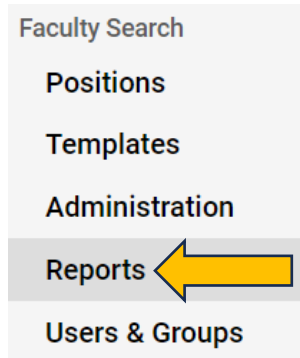 Faculty Search
Positions
Templates
Administration
Reports
Users & Groups